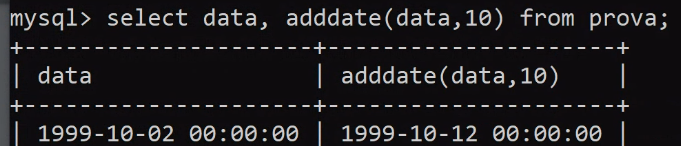 mysql> select data, adddate(data,10) from prova;
+---------------------+---------------------+
| data                | adddate(data,10)    |
+---------------------+---------------------+
| 1999-10-02 00:00:00 | 1999-10-12 00:00:00 |